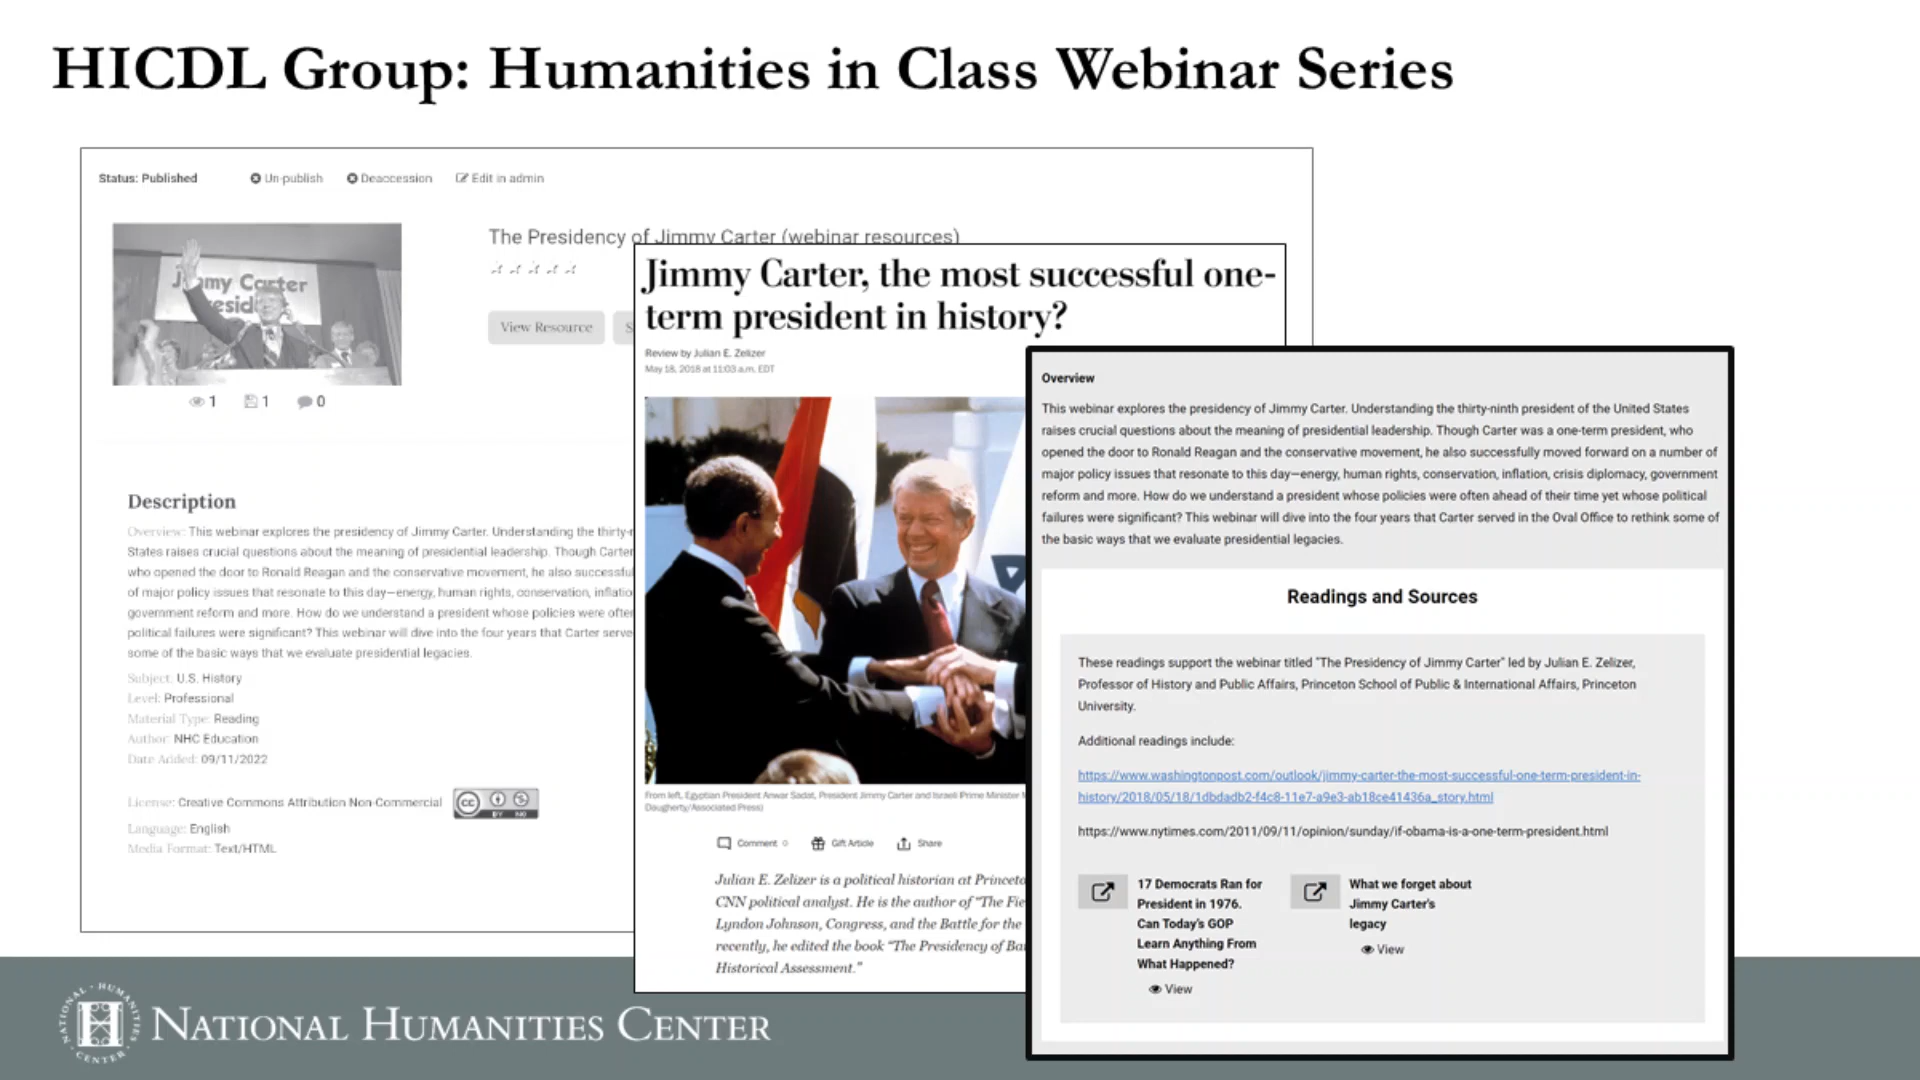 HICDL Group: Humanities in Class Webinar Series
Status: Published Un-publish Deaccession Edit in admin
The Presidency of Jimmy Carter (webinar resources)
View Resource S
1 1 0
Description
Overview: This webinar explores the presidency of Jimmy Carter. Understanding the thirty-
States raises crucial questions about the meaning of presidential leadership. Though Carter
who opened the door to Ronald Reagan and the conservative movement, he also successful
of major policy issues that resonate to this day—energy, human rights, conservation, inflatio
government reform and more. How do we understand a president whose policies were ofter
political failures were significant? This webinar will dive into the four years that Carter serve
some of the basic ways that we evaluate presidential legacies.
Subject: U.S. History
Level: Professional
Material Type: Reading
Author: NHC Education
Date Added: 09/11/2022
License: Creative Commons Attribution Non-Commercial cc BY NC
Language: English
Media Format: Text/HTML
Jimmy Carter, the most successful one-
term president in history?
Review by Julian E. Zelizer
May 18, 2018 at 11:03 a.m. EDT
From left, Egyptian President Anwar Sadat, President Jimmy Carter and Israeli Prime Minister
Daugherty/Associated Press)
Comment 0 Gift Article Share
Julian E. Zelizer is a political historian at Princeto
CNN political analyst. He is the author of “The Fie
Lyndon Johnson, Congress, and the Battle for the
recently, he edited the book “The Presidency of Ba
Historical Assessment.”
Overview
This webinar explores the presidency of Jimmy Carter. Understanding the thirty-ninth president of the United States
raises crucial questions about the meaning of presidential leadership. Though Carter was a one-term president, who
opened the door to Ronald Reagan and the conservative movement, he also successfully moved forward on a number of
major policy issues that resonate to this day—energy, human rights, conservation, inflation, crisis diplomacy, government
reform and more. How do we understand a president whose policies were often ahead of their time yet whose political
failures were significant? This webinar will dive into the four years that Carter served in the Oval Office to rethink some of
the basic ways that we evaluate presidential legacies.
Readings and Sources
These readings support the webinar titled "The Presidency of Jimmy Carter" led by Julian E. Zelizer,
Professor of History and Public Affairs, Princeton School of Public & International Affairs, Princeton
University.
Additional readings include:
https://www.washingtonpost.com/outlook/jimmy-carter-the-most-successful-one-term-president-in-
history/2018/05/18/1dbdadb2-f4c8-11e7-a9e3-ab18ce41436a_story.html
https://www.nytimes.com/2011/09/11/opinion/sunday/if-obama-is-a-one-term-president.html
17 Democrats Ran for
President in 1976.
Can Today's GOP
Learn Anything From
What Happened?
View
What we forget about
Jimmy Carter's
legacy
View
NATIONAL HUMANITIES CENTER
NATIONAL HUMANITIES CENTER